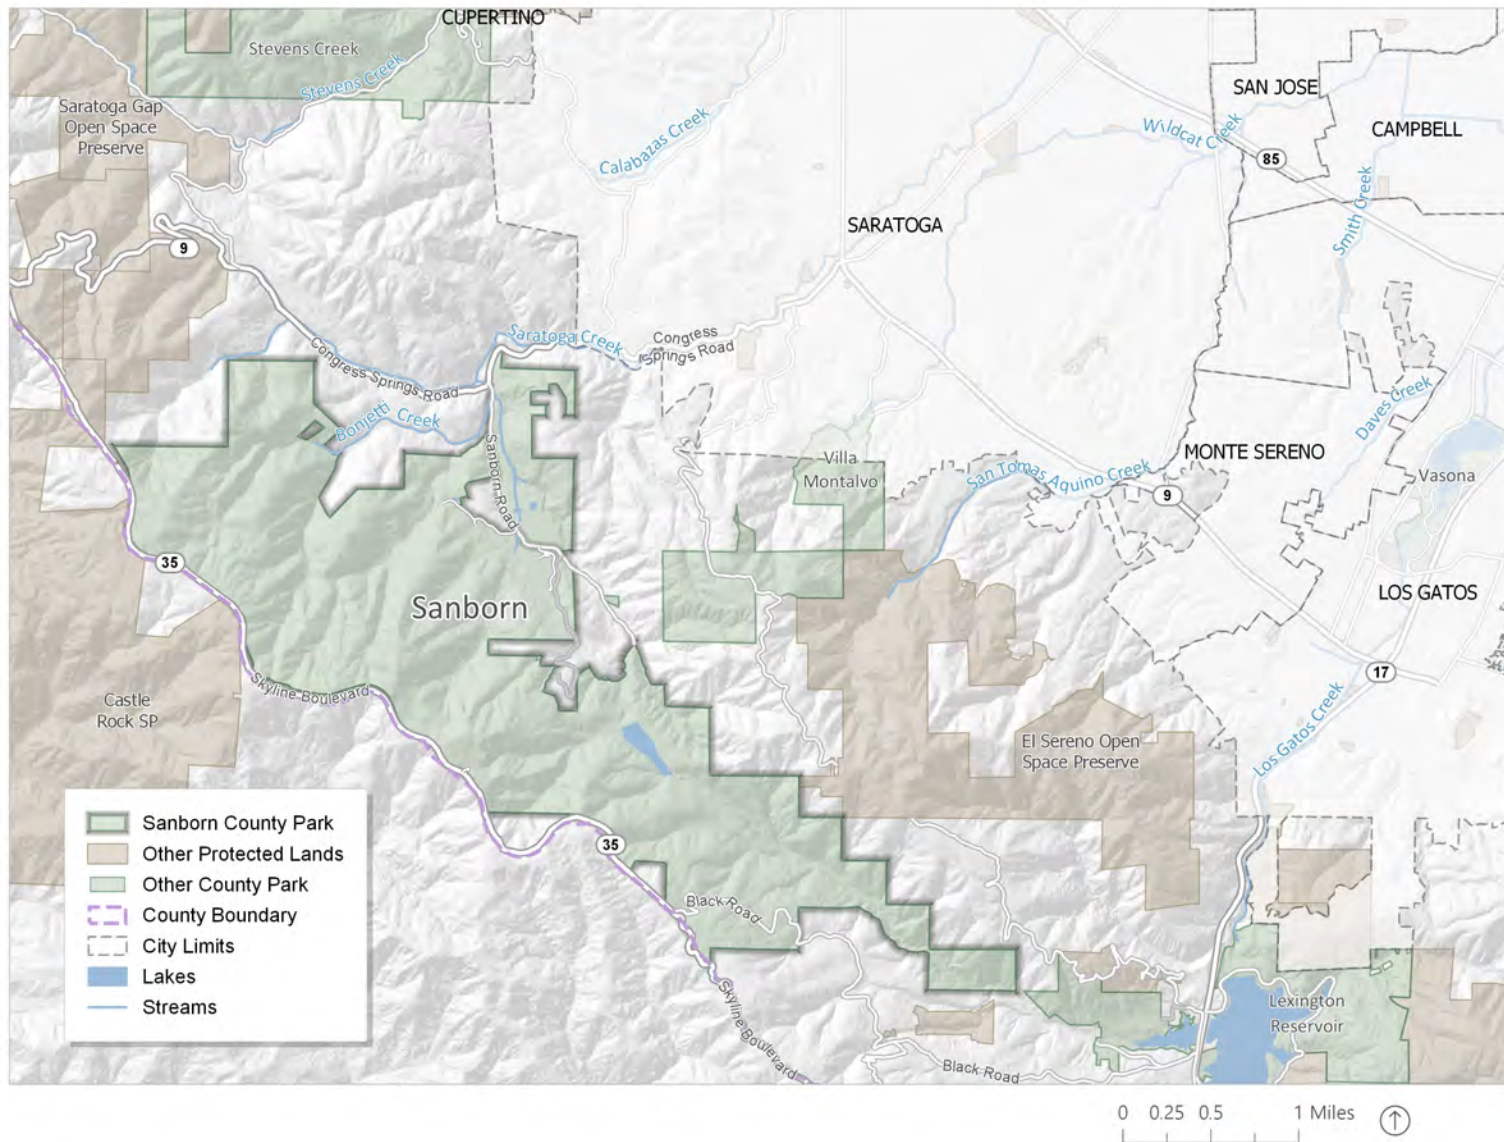 CUPERTINO
Stevens Creek
Stevens Creek
Saratoga Gap
Open Space
Preserve
Calabazas Creek
SAN JOSE
Wildcat Creek
CAMPBELL
85
Smith Creek
SARATOGA
9
Saratoga Creek
Congress
Springs Road
Congress Springs Road
Bonjetti Creek
Sanborn Road
Daves Creek
Villa
Montalvo
San Tomas Aquino Creek
MONTE SERENO
9
Vasona
35
Sanborn
LOS GATOS
17
Castle
Rock SP
Skyline Boulevard
El Sereno Open
Space Preserve
Los Gatos Creek
35
Black Road
Skyline Boulevard
Lexington
Reservoir
Black Road
Sanborn County Park
Other Protected Lands
Other County Park
County Boundary
City Limits
Lakes
Streams
0 0.25 0.5 1 Miles